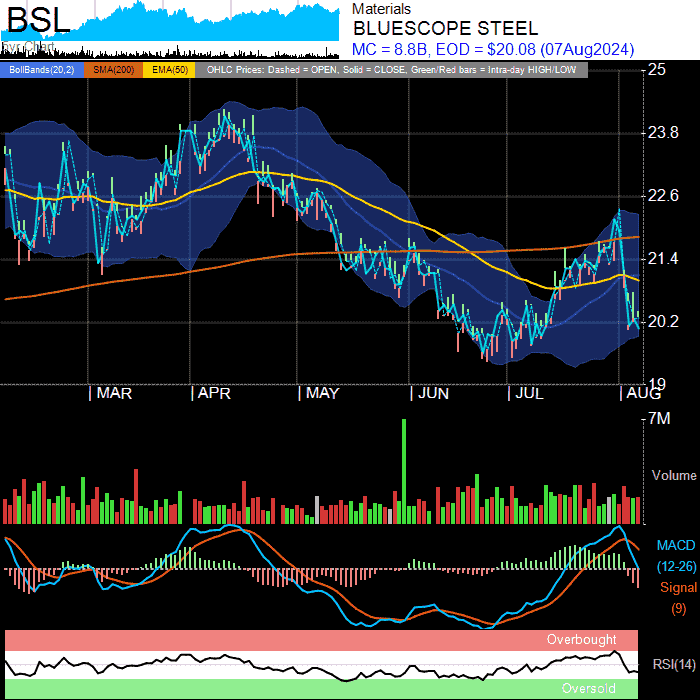 BSL
5yr Chart
Materials
BLUESCOPE STEEL
MC = 8.8B, EOD = $20.08 (07Aug2024)
BollBands(20,2) SMA(200) EMA(50) OHLC Prices: Dashed = OPEN, Solid = CLOSE, Green/Red bars = Intra-day HIGH/LOW
25
23.8
22.6
21.4
20.2
19
| MAR | APR | MAY | JUN | JUL | AUG
7M
Volume
MACD
(12-26)
Signal
(9)
Overbought
RSI(14)
Oversold